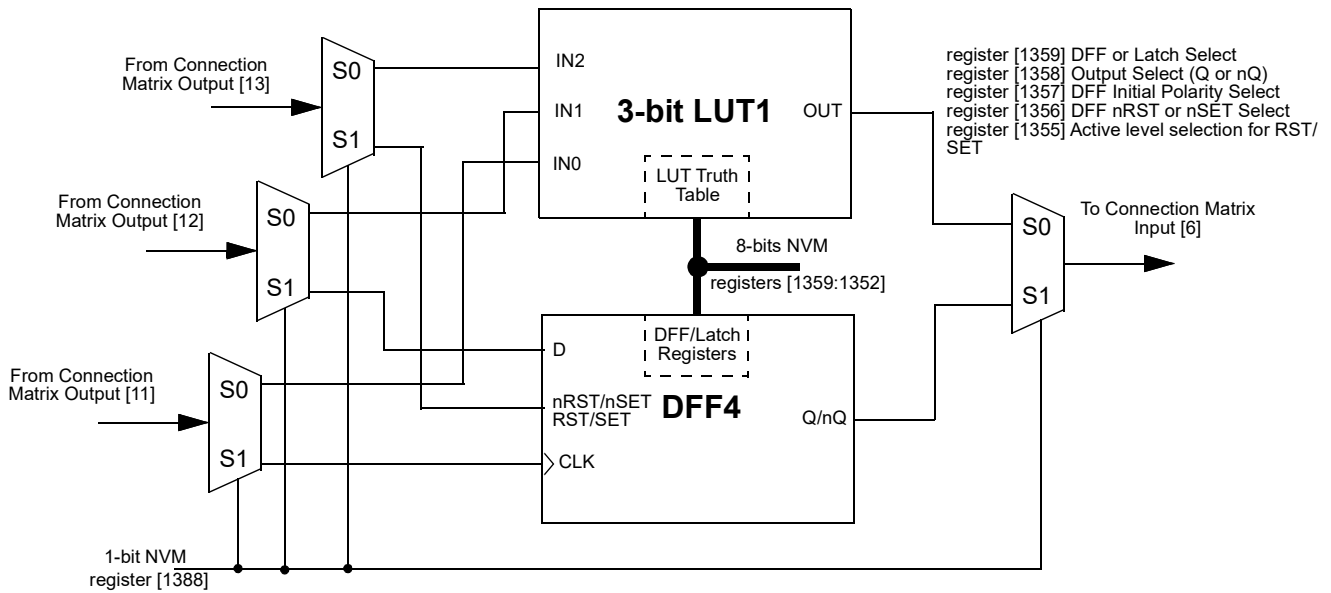 From Connection
Matrix Output [13]
S0
S1
IN2
IN1
IN0
3-bit LUT1
OUT
LUT Truth
Table
register [1359] DFF or Latch Select
register [1358] Output Select (Q or nQ)
register [1357] DFF Initial Polarity Select
register [1356] DFF nRST or nSET Select
register [1355] Active level selection for RST/
SET
From Connection
Matrix Output [12]
S0
S1
8-bits NVM
registers [1359:1352]
S0
S1
To Connection Matrix
Input [6]
From Connection
Matrix Output [11]
S0
S1
DFF/Latch
Registers
D
nRST/nSET
RST/SET
DFF4
Q/nQ
CLK
1-bit NVM
register [1388]